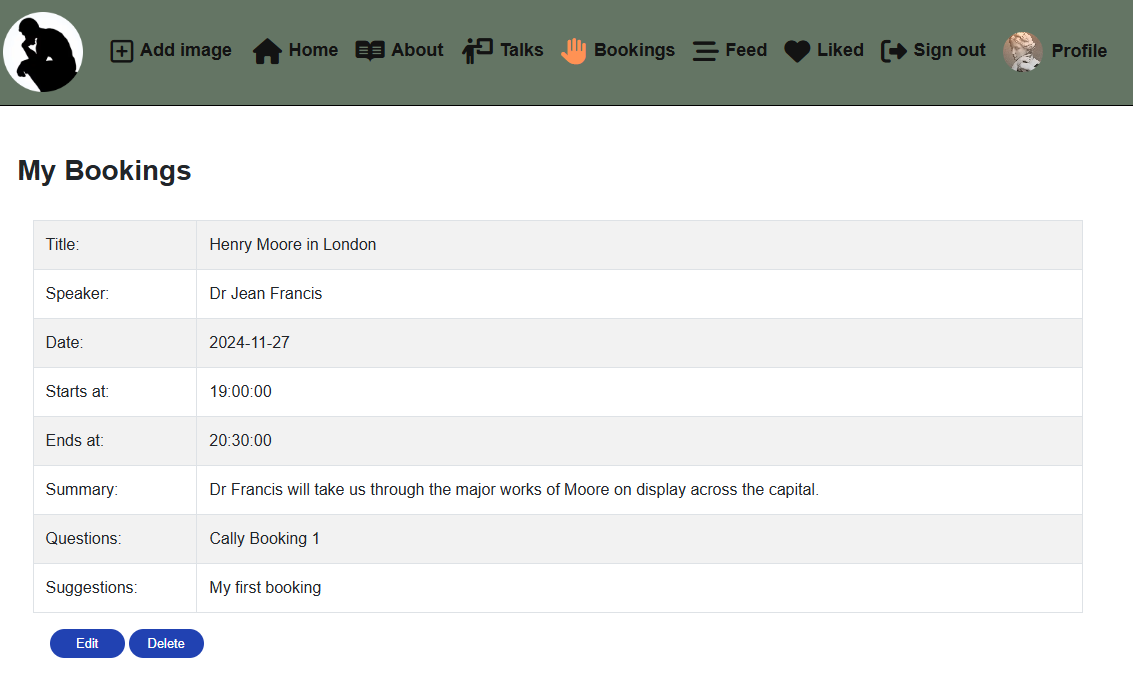 Add image Home About Talks Bookings Feed Liked Sign out Profile
My Bookings
Title: Henry Moore in London
Speaker: Dr Jean Francis
Date: 2024-11-27
Starts at: 19:00:00
Ends at: 20:30:00
Summary: Dr Francis will take us through the major works of Moore on display across the capital.
Questions: Cally Booking 1
Suggestions: My first booking
Edit Delete